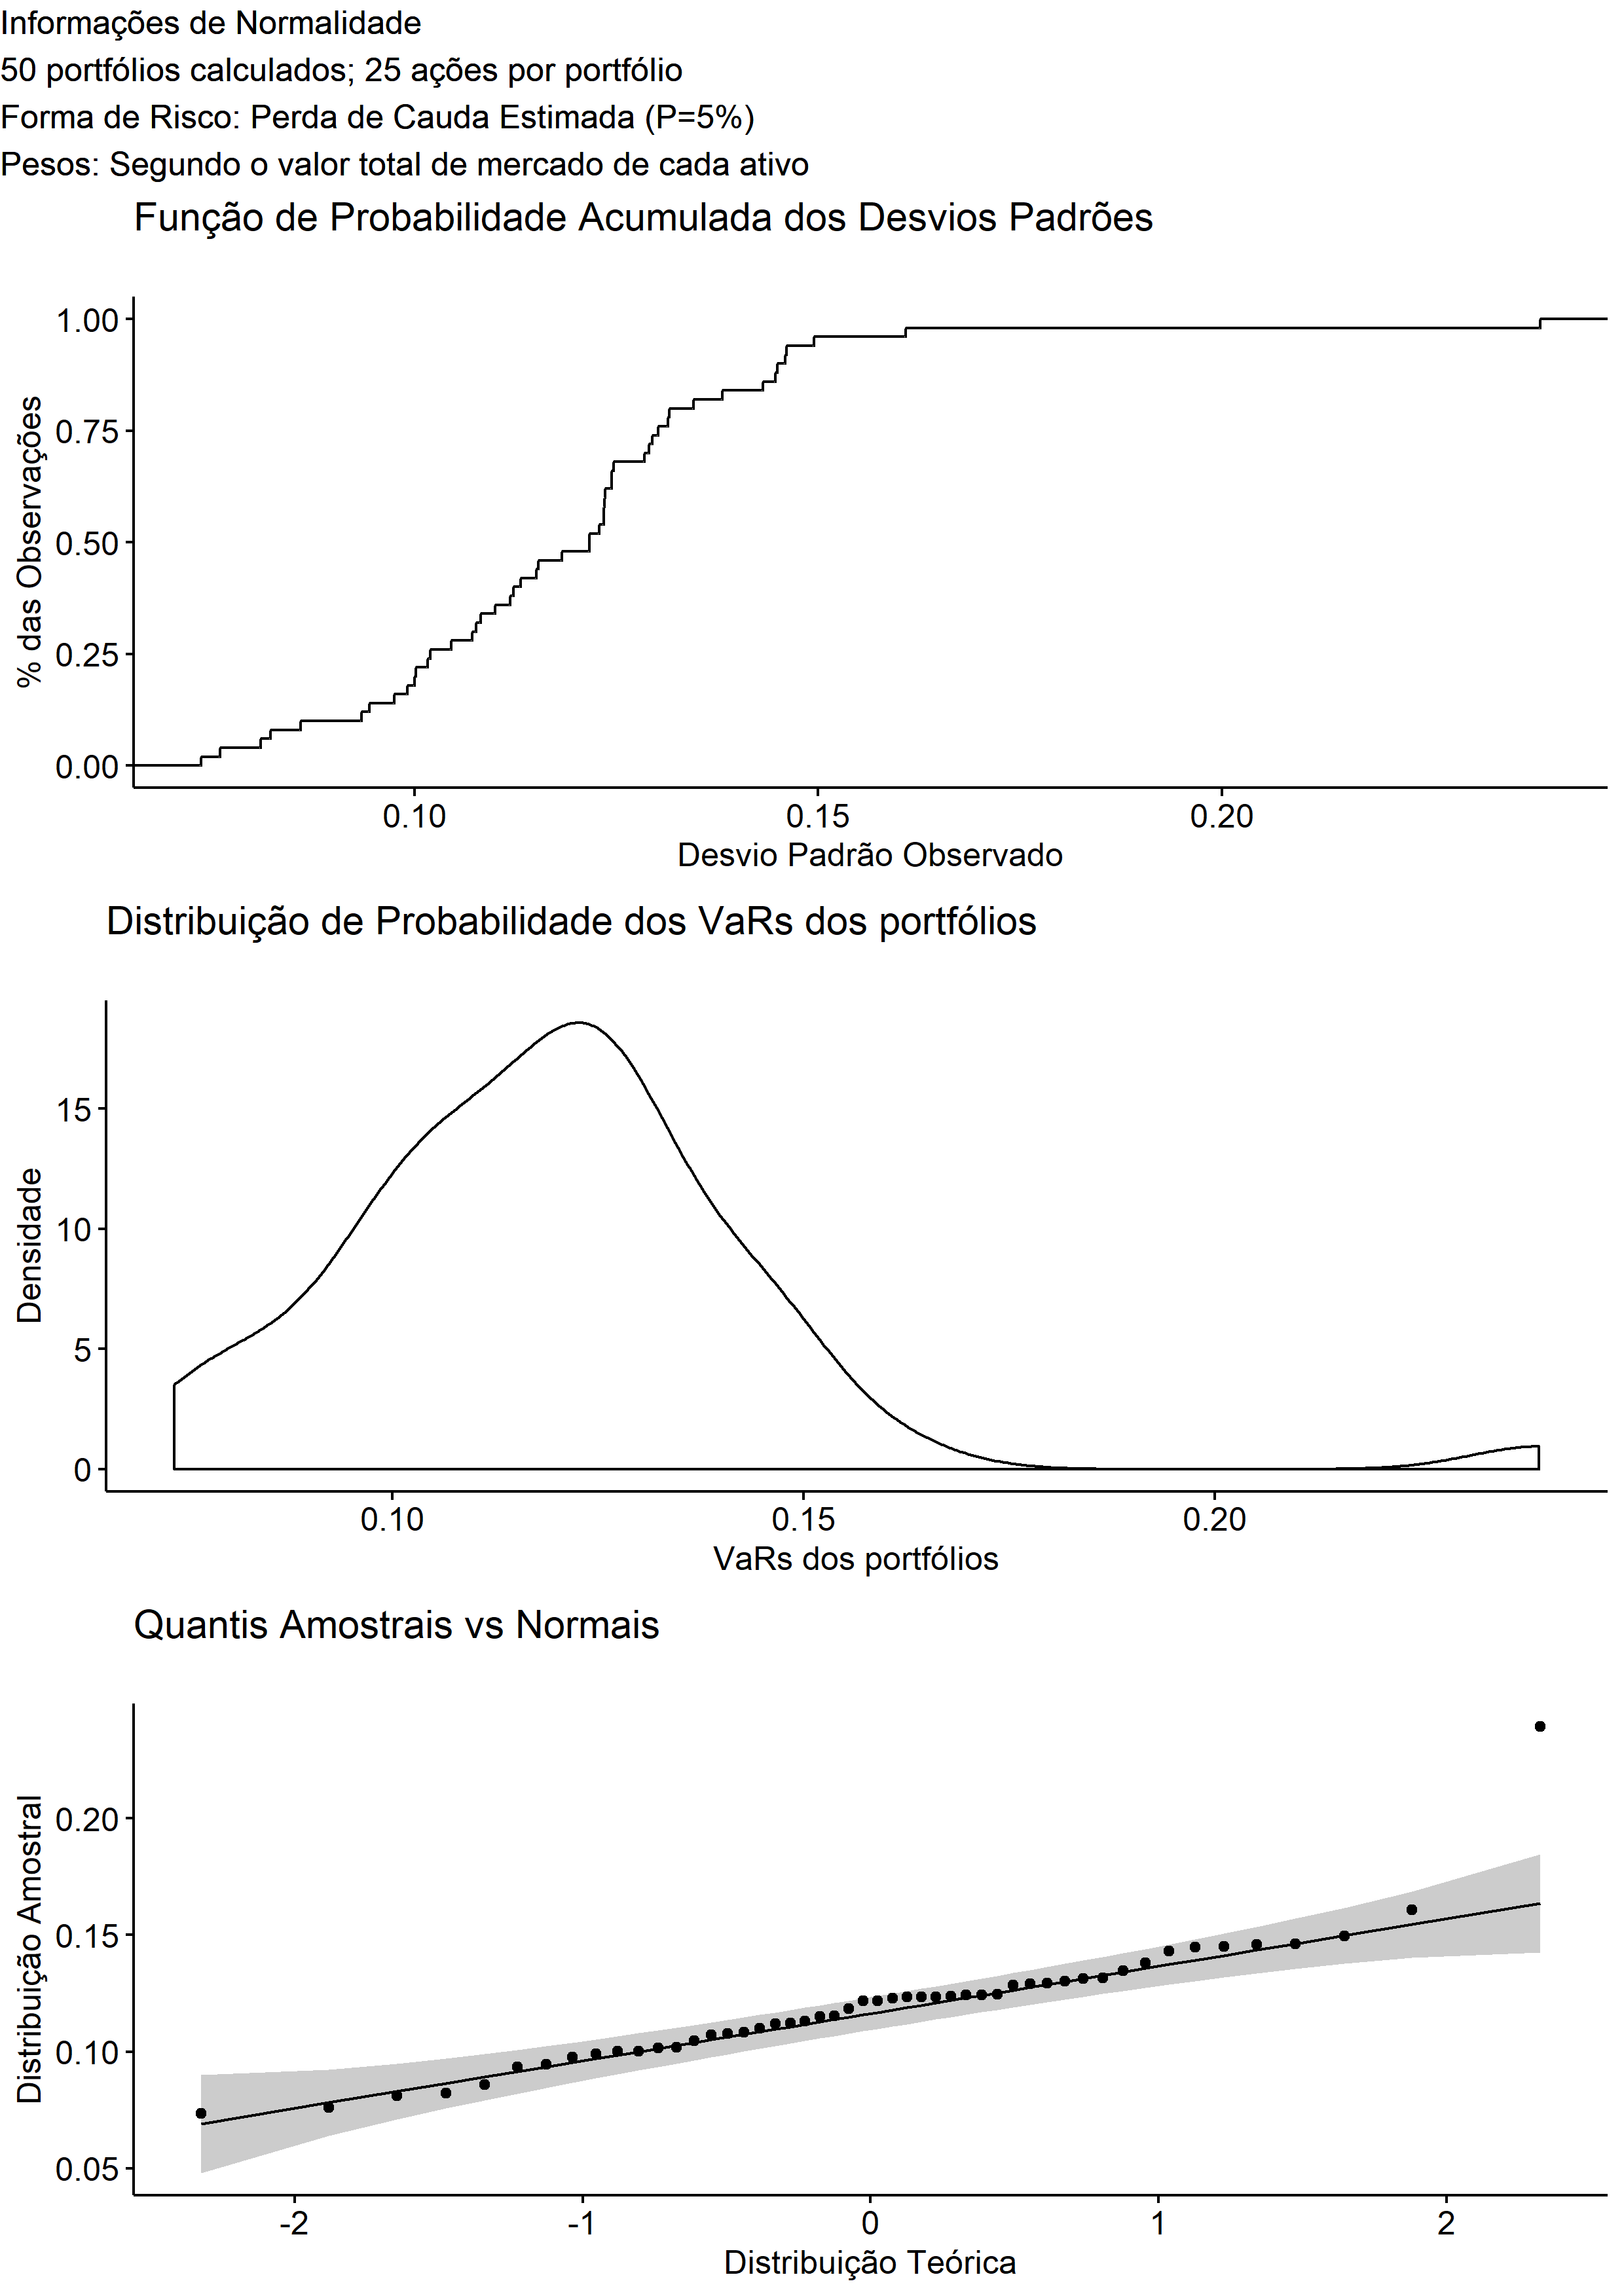 Informações de Normalidade
50 portfólios calculados; 25 ações por portfólio
Forma de Risco: Perda de Cauda Estimada (P=5%)
Pesos: Segundo o valor total de mercado de cada ativo
Função de Probabilidade Acumulada dos Desvios Padrões
% das Observações
1.00
0.75
0.50
0.25
0.00
0.10
0.15
0.20
Desvio Padrão Observado
Distribuição de Probabilidade dos VaRs dos portfólios
Densidade
15
10
5
0
0.10
0.15
0.20
VaRs dos portfólios
Quantis Amostrais vs Normais
Distribuição Amostral
0.20
0.15
0.10
0.05
-2
-1
0
1
2
Distribuição Teórica